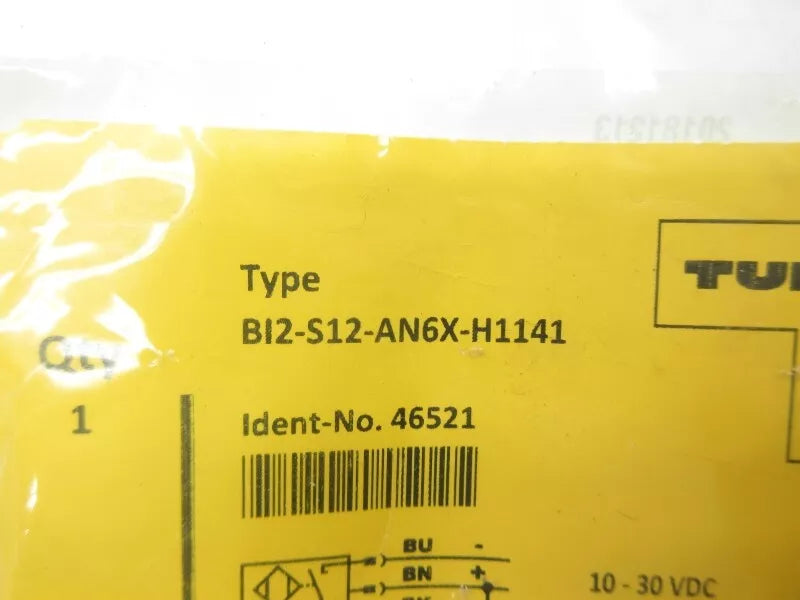 Type
BI2-S12-AN6X-H1141
Qty
1
Ident-No. 46521
BU -
BN +
10 - 30 VDC